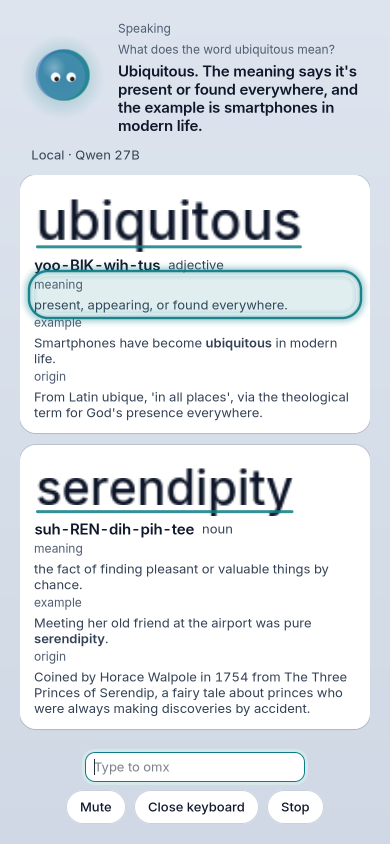 Speaking
What does the word ubiquitous mean?
Ubiquitous. The meaning says it's
present or found everywhere, and
the example is smartphones in
modern life.
Local · Qwen 27B
ubiquitous
yoo-BIK-wih-tus adjective
meaning
present, appearing, or found everywhere.
example
Smartphones have become ubiquitous in modern
life.
origin
From Latin ubique, 'in all places', via the theological
term for God's presence everywhere.
serendipity
suh-REN-dih-pih-tee noun
meaning
the fact of finding pleasant or valuable things by
chance.
example
Meeting her old friend at the airport was pure
serendipity.
origin
Coined by Horace Walpole in 1754 from The Three
Princes of Serendip, a fairy tale about princes who
were always making discoveries by accident.
Type to omx
Mute
Close keyboard
Stop